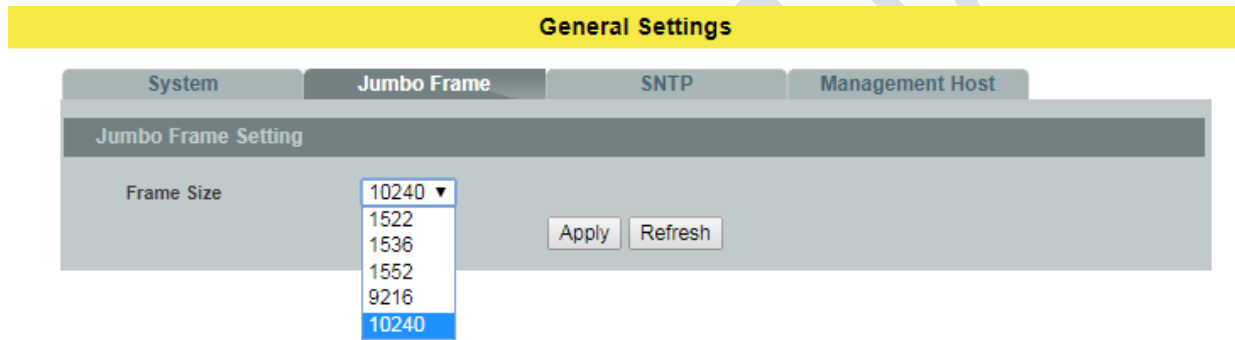 General Settings
System Jumbo Frame SNTP Management Host
Jumbo Frame Setting
Frame Size 10240 ▼
1522
1536
1552
9216
10240
Apply Refresh